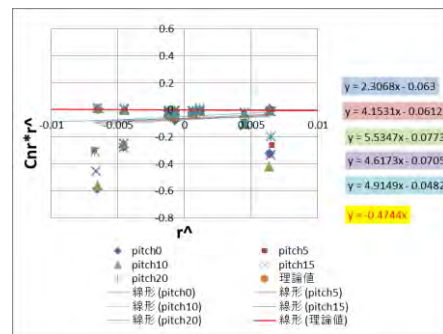 0.6
0.4
0.2
0
-0.01
-0.005
0.005
0.01
-0.2
-0.4
-0.6
-0.8
Cnr*r^
r^
y = 2.3068x - 0.063
y = 4.1531x - 0.0612
y = 5.5347x - 0.0773
y = 4.6173x - 0.0705
y = 4.9149x - 0.0482
y = -0.4744x
pitch0
pitch5
pitch10
pitch15
pitch20
理論値
線形 (pitch0)
線形 (pitch5)
線形 (pitch10)
線形 (pitch15)
線形 (pitch20)
線形 (理論値)